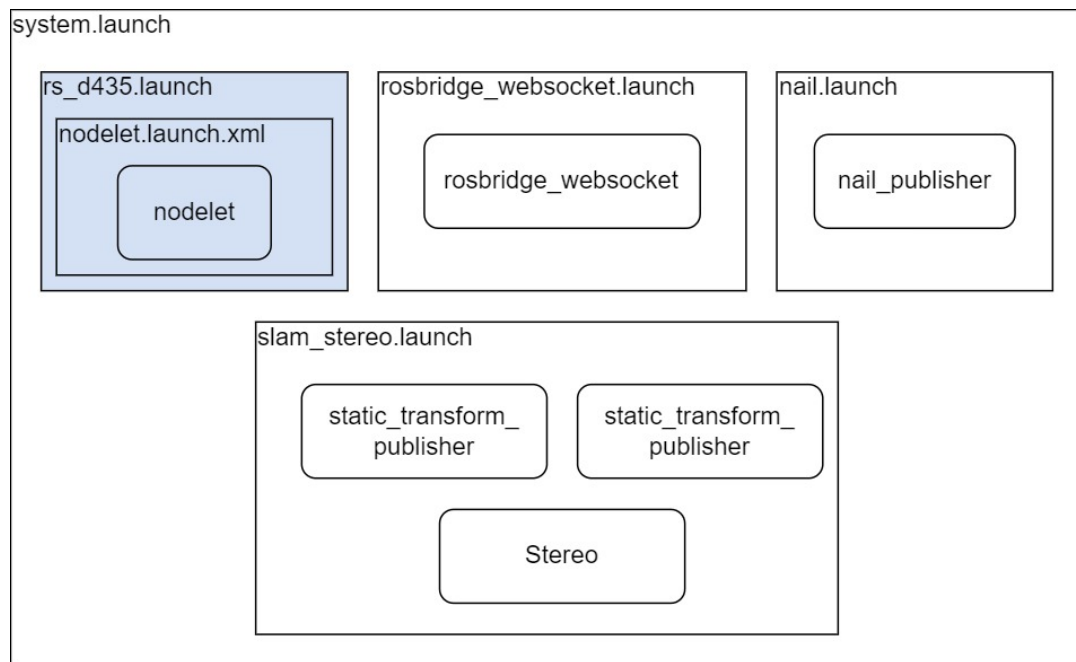 system.launch
rs_d435.launch
nodelet.launch.xml
nodelet
rosbridge_websocket.launch
rosbridge_websocket
nail.launch
nail_publisher
slam_stereo.launch
static_transform_
publisher
static_transform_
publisher
Stereo